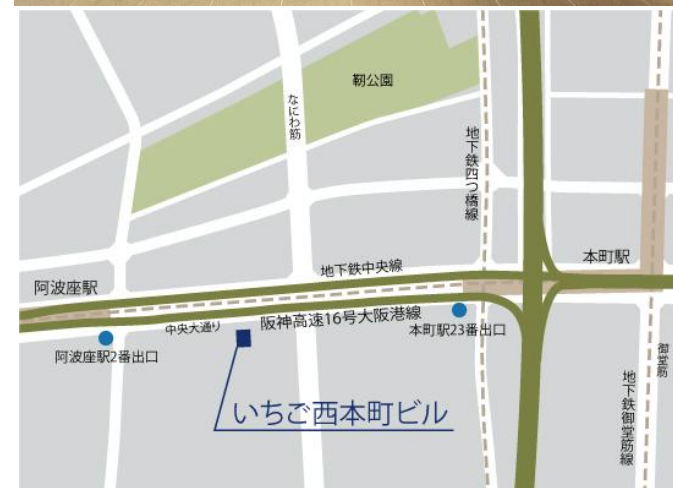 靭公園
なにわ筋
地下鉄四つ橋線
地下鉄中央線
本町駅
阿波座駅
中央大通り
阪神高速16号大阪港線
本町駅23番出口
阿波座駅2番出口
御堂筋
地下鉄御堂筋線
いちご西本町ビル